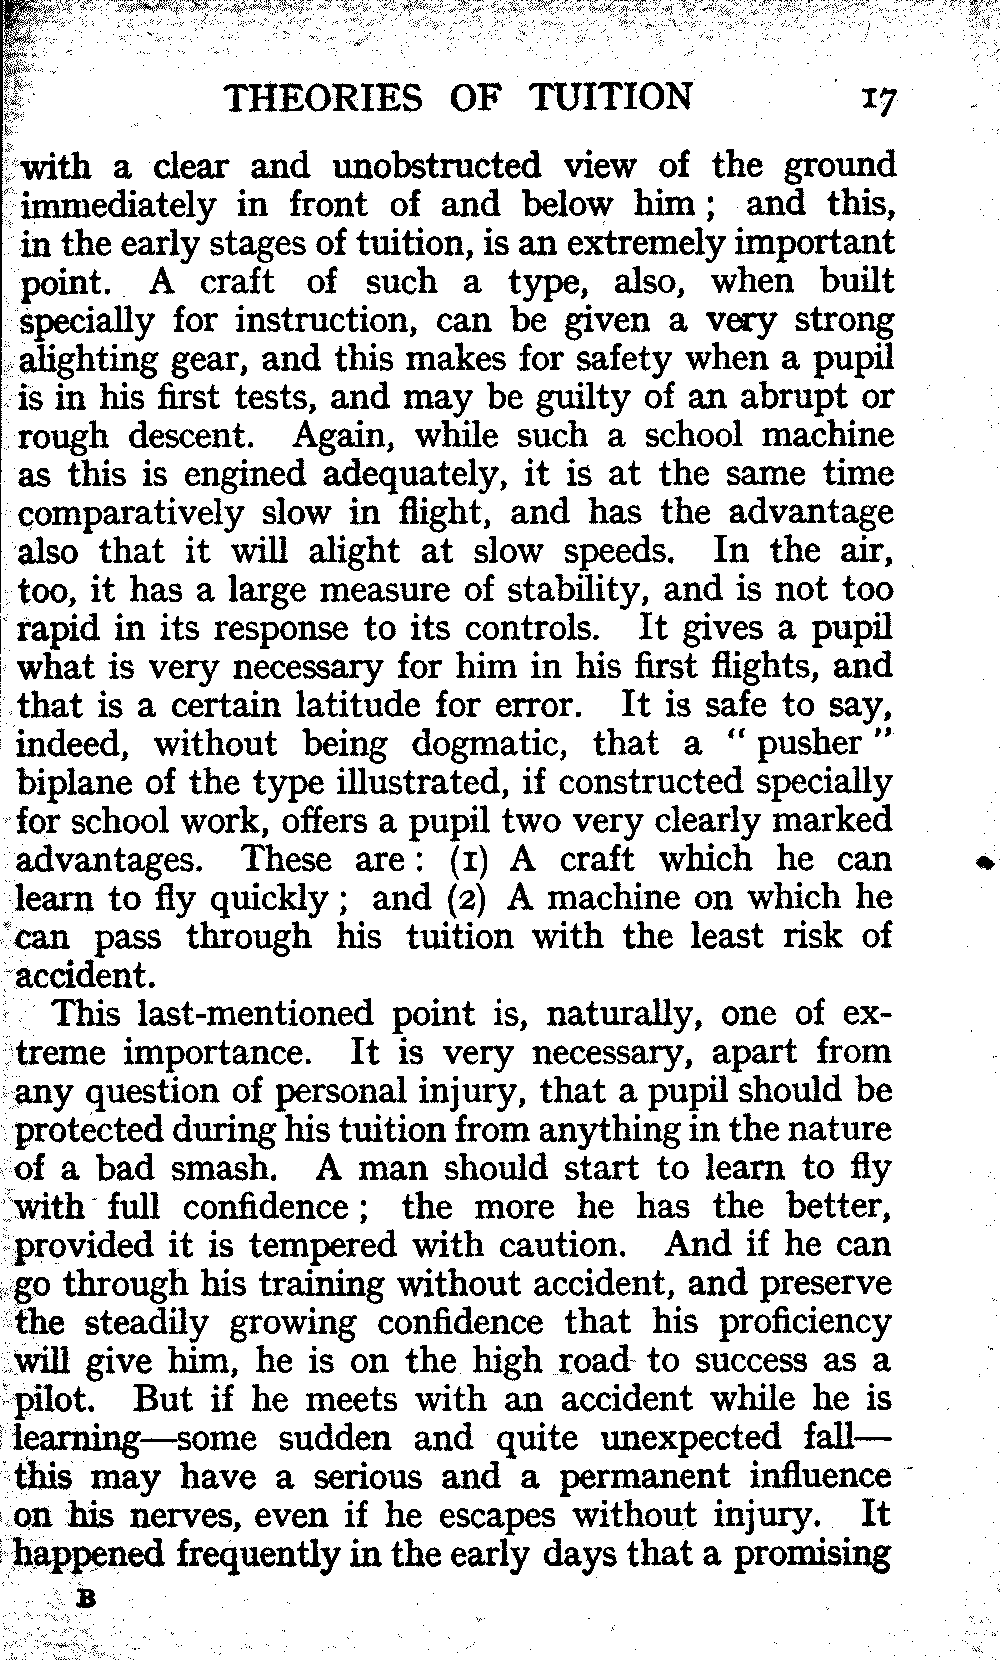 THEORIES OF TUITION 17
with a clear and unobstructed view of the ground
immediately in front of and below him ; and this,
in the early stages of tuition, is an extremely important
point. A craft of such a type, also, when built
specially for instruction, can be given a very strong
alighting gear, and this makes for safety when a pupil
is in his first tests, and may be guilty of an abrupt or
rough descent. Again, while such a school machine
as this is engined adequately, it is at the same time
comparatively slow in flight, and has the advantage
also that it will alight at slow speeds. In the air,
too, it has a large measure of stability, and is not too
rapid in its response to its controls. It gives a pupil
what is very necessary for him in his first flights, and
that is a certain latitude for error. It is safe to say,
indeed, without being dogmatic, that a “ pusher ”
biplane of the type illustrated, if constructed specially
for school work, offers a pupil two very clearly marked
advantages. These are : (1) A craft which he can
learn to fly quickly ; and (2) A machine on which he
can pass through his tuition with the least risk of
accident.
This last-mentioned point is, naturally, one of ex-
treme importance. It is very necessary, apart from
any question of personal injury, that a pupil should be
protected during his tuition from anything in the nature
of a bad smash. A man should start to learn to fly
with full confidence ; the more he has the better,
provided it is tempered with caution. And if he can
go through his training without accident, and preserve
the steadily growing confidence that his proficiency
will give him, he is on the high road to success as a
pilot. But if he meets with an accident while he is
learning—some sudden and quite unexpected fall—
this may have a serious and a permanent influence
on his nerves, even if he escapes without injury. It
happened frequently in the early days that a promising
B